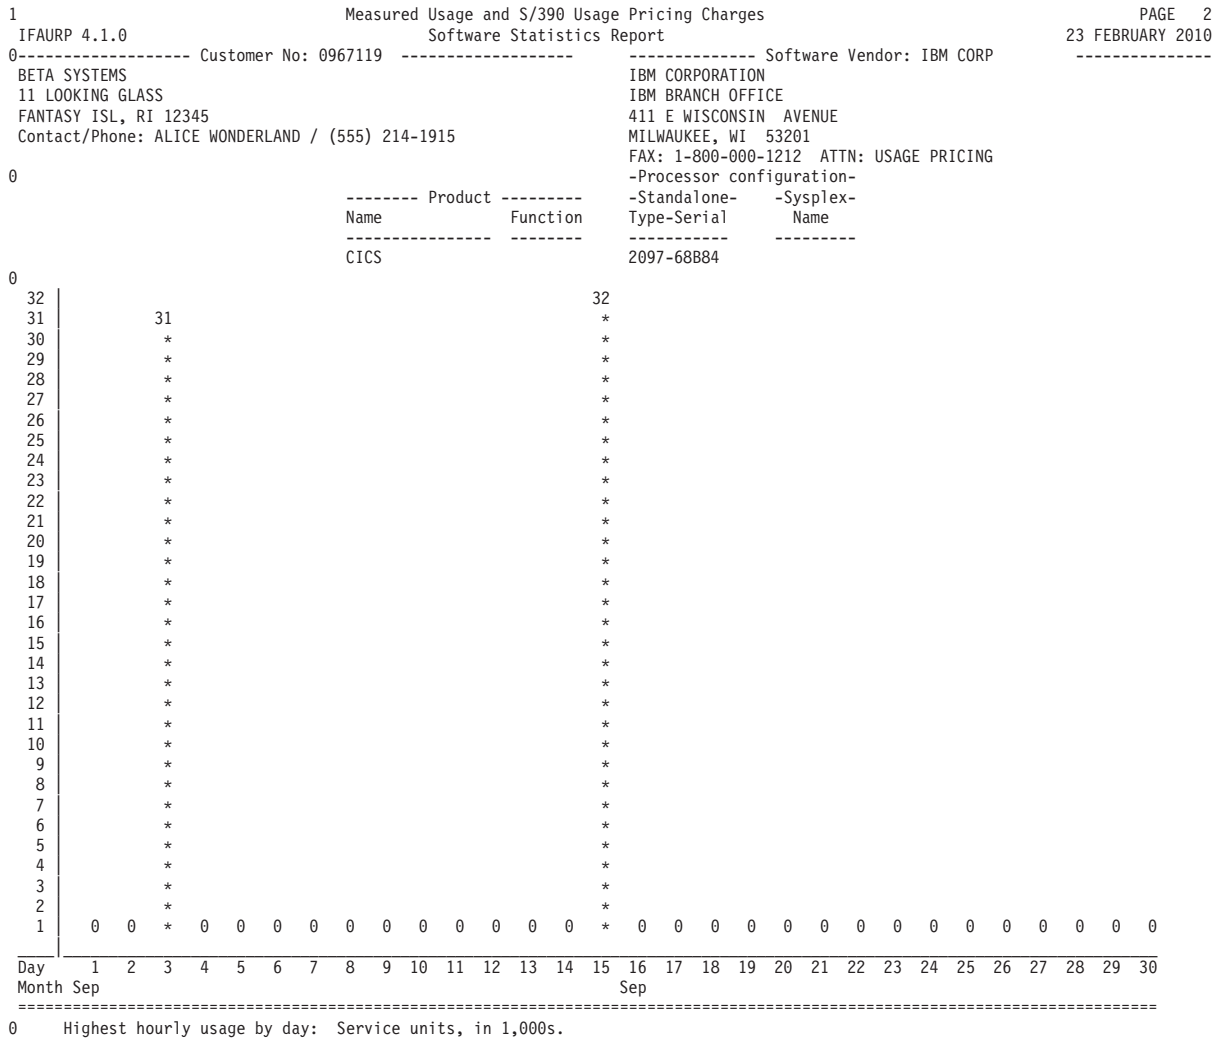 1                                    Measured Usage and S/390 Usage Pricing Charges                                         PAGE   2
 IFAURP 4.1.0                                 Software Statistics Report                                            23 FEBRUARY 2010
0------------------- Customer No: 0967119  -------------------      -------------- Software Vendor: IBM CORP         ---------------
 BETA SYSTEMS                                                       IBM CORPORATION
 11 LOOKING GLASS                                                   IBM BRANCH OFFICE
 FANTASY ISL, RI 12345                                              411 E WISCONSIN  AVENUE
 Contact/Phone: ALICE WONDERLAND / (555) 214-1915                   MILWAUKEE, WI  53201
                                                                    FAX: 1-800-000-1212  ATTN: USAGE PRICING
0                                                                   -Processor configuration-
                                     -------- Product ---------     -Standalone-    -Sysplex-
                                     Name              Function     Type-Serial       Name
                                     ----------------  --------     -----------     ---------
                                     CICS                           2097-68B84
0
  32 |                                                          32
  31 |          31                                               *
  30 |           *                                               *
  29 |           *                                               *
  28 |           *                                               *
  27 |           *                                               *
  26 |           *                                               *
  25 |           *                                               *
  24 |           *                                               *
  23 |           *                                               *
  22 |           *                                               *
  21 |           *                                               *
  20 |           *                                               *
  19 |           *                                               *
  18 |           *                                               *
  17 |           *                                               *
  16 |           *                                               *
  15 |           *                                               *
  14 |           *                                               *
  13 |           *                                               *
  12 |           *                                               *
  11 |           *                                               *
  10 |           *                                               *
   9 |           *                                               *
   8 |           *                                               *
   7 |           *                                               *
   6 |           *                                               *
   5 |           *                                               *
   4 |           *                                               *
   3 |           *                                               *
   2 |           *                                               *
   1 |   0   0   *   0   0   0   0   0   0   0   0   0   0   0   *   0   0   0   0   0   0   0   0   0   0   0   0   0   0   0
 Day     1   2   3   4   5   6   7   8   9  10  11  12  13  14  15  16  17  18  19  20  21  22  23  24  25  26  27  28  29  30
 Month Sep                                                         Sep
 =============================================================================================================================
0     Highest hourly usage by day:  Service units, in 1,000s.